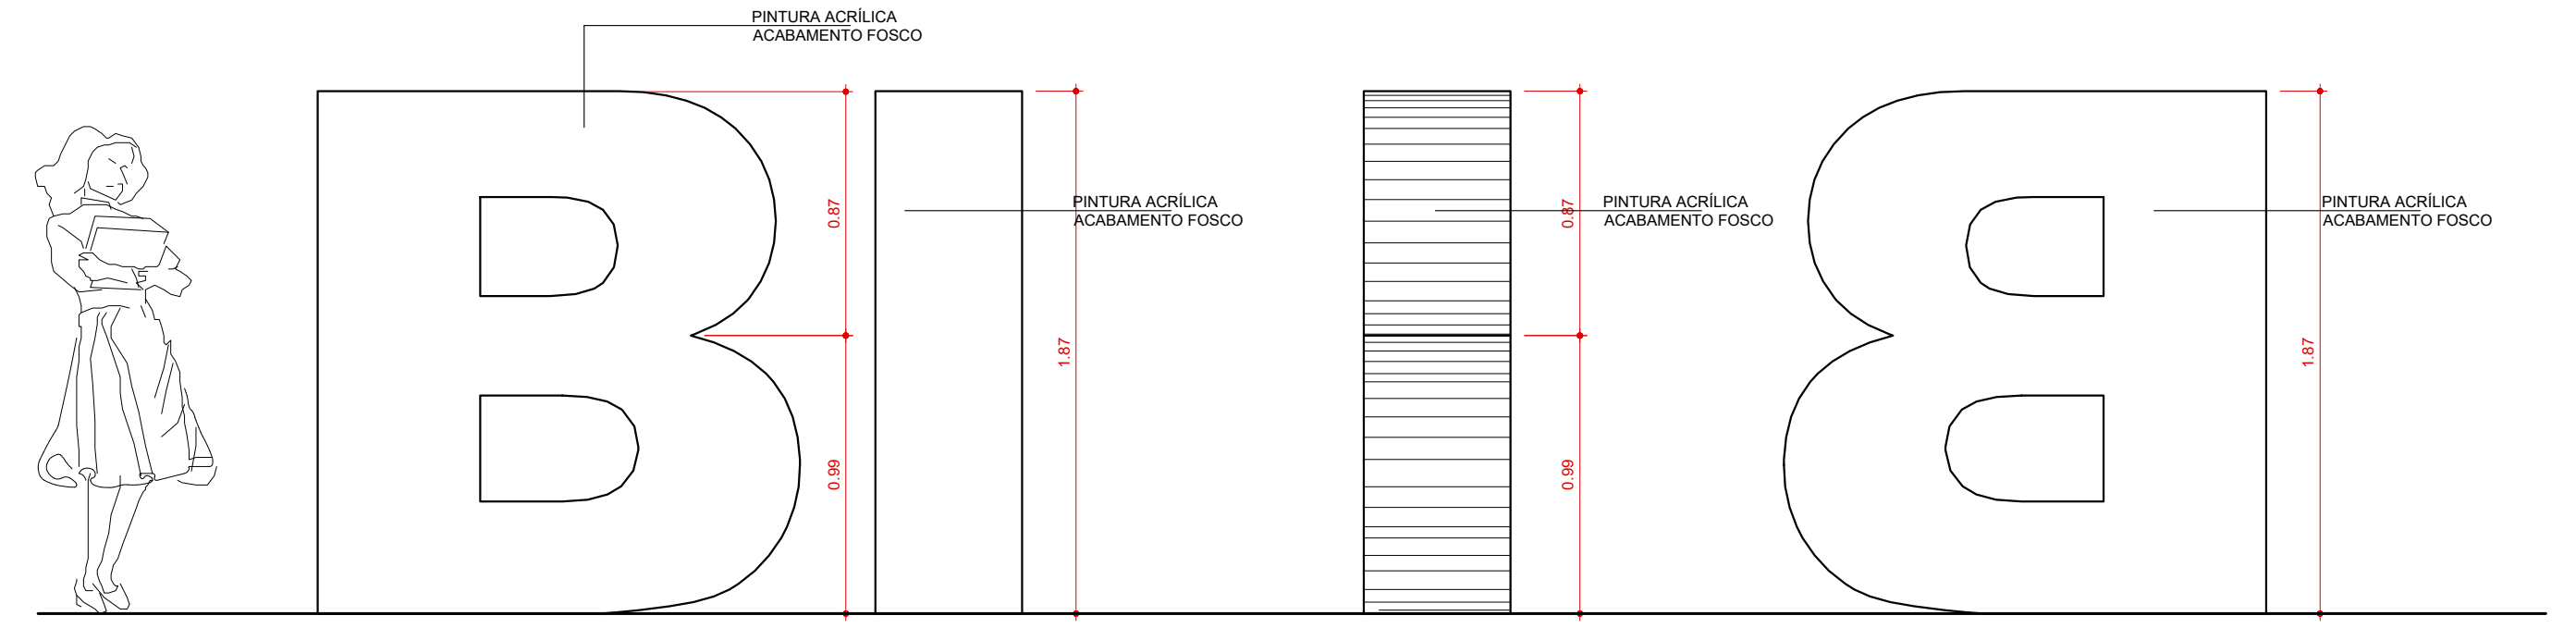 PINTURA ACRÍLICA
ACABAMENTO FOSCO
B
0.87
0.99
1.87
PINTURA ACRÍLICA
ACABAMENTO FOSCO
0.87
0.99
PINTURA ACRÍLICA
ACABAMENTO FOSCO
B
1.87
PINTURA ACRÍLICA
ACABAMENTO FOSCO